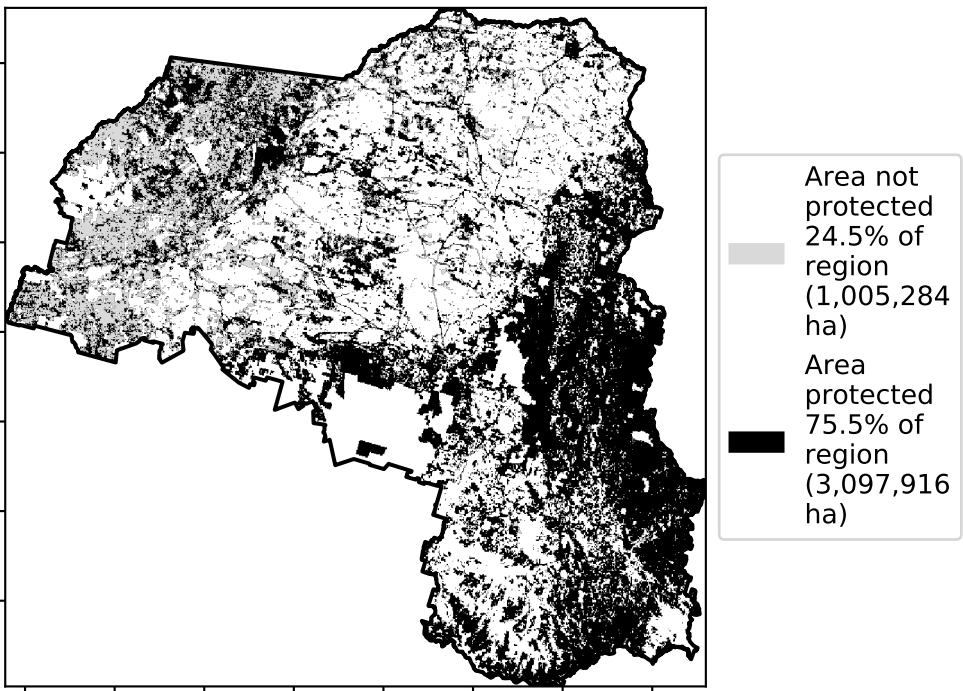 Area not
protected
24.5% of
region
(1,005,284
ha)
Area
protected
75.5% of
region
(3,097,916
ha)